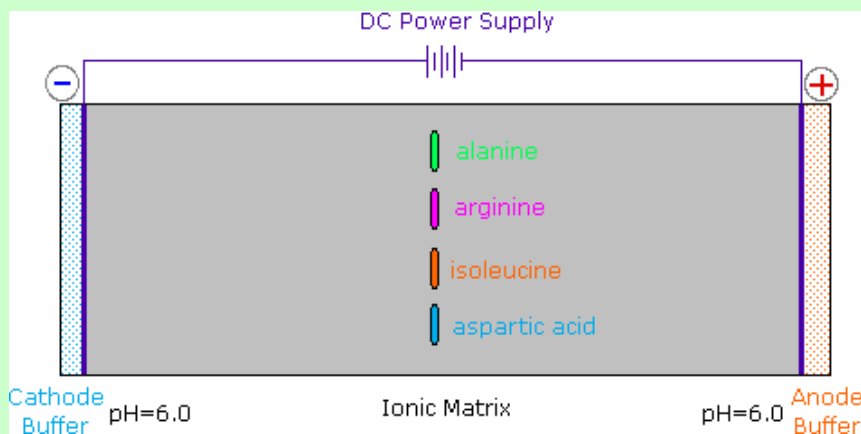 DC Power Supply
−
+
alanine
arginine
isoleucine
aspartic acid
Cathode
Buffer
pH=6.0
Ionic Matrix
pH=6.0
Anode
Buffer